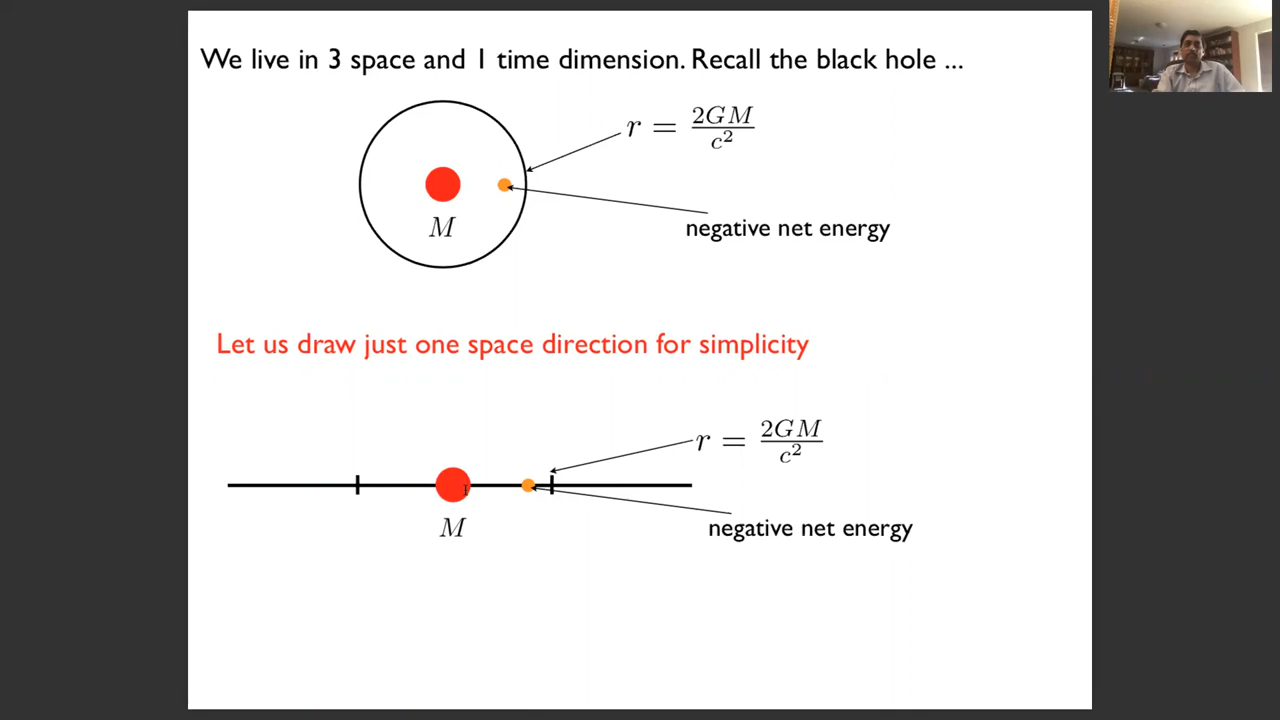 We live in 3 space and 1 time dimension. Recall the black hole ...
r = 2GM/c²
M
negative net energy
Let us draw just one space direction for simplicity
r = 2GM/c²
M
negative net energy